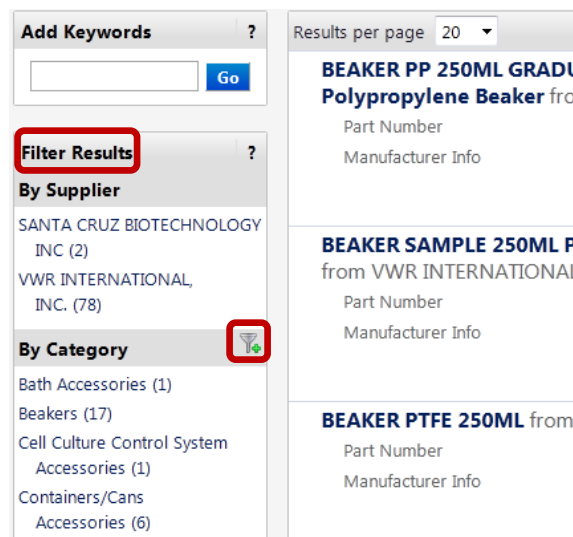 Add Keywords ?
Go
Filter Results ?
By Supplier
SANTA CRUZ BIOTECHNOLOGY
INC (2)
VWR INTERNATIONAL,
INC. (78)
By Category
Bath Accessories (1)
Beakers (17)
Cell Culture Control System
Accessories (1)
Containers/Cans
Accessories (6)
Results per page 20
BEAKER PP 250ML GRADU
Polypropylene Beaker fro
Part Number
Manufacturer Info
BEAKER SAMPLE 250ML P
from VWR INTERNATIONAL
Part Number
Manufacturer Info
BEAKER PTFE 250ML from
Part Number
Manufacturer Info